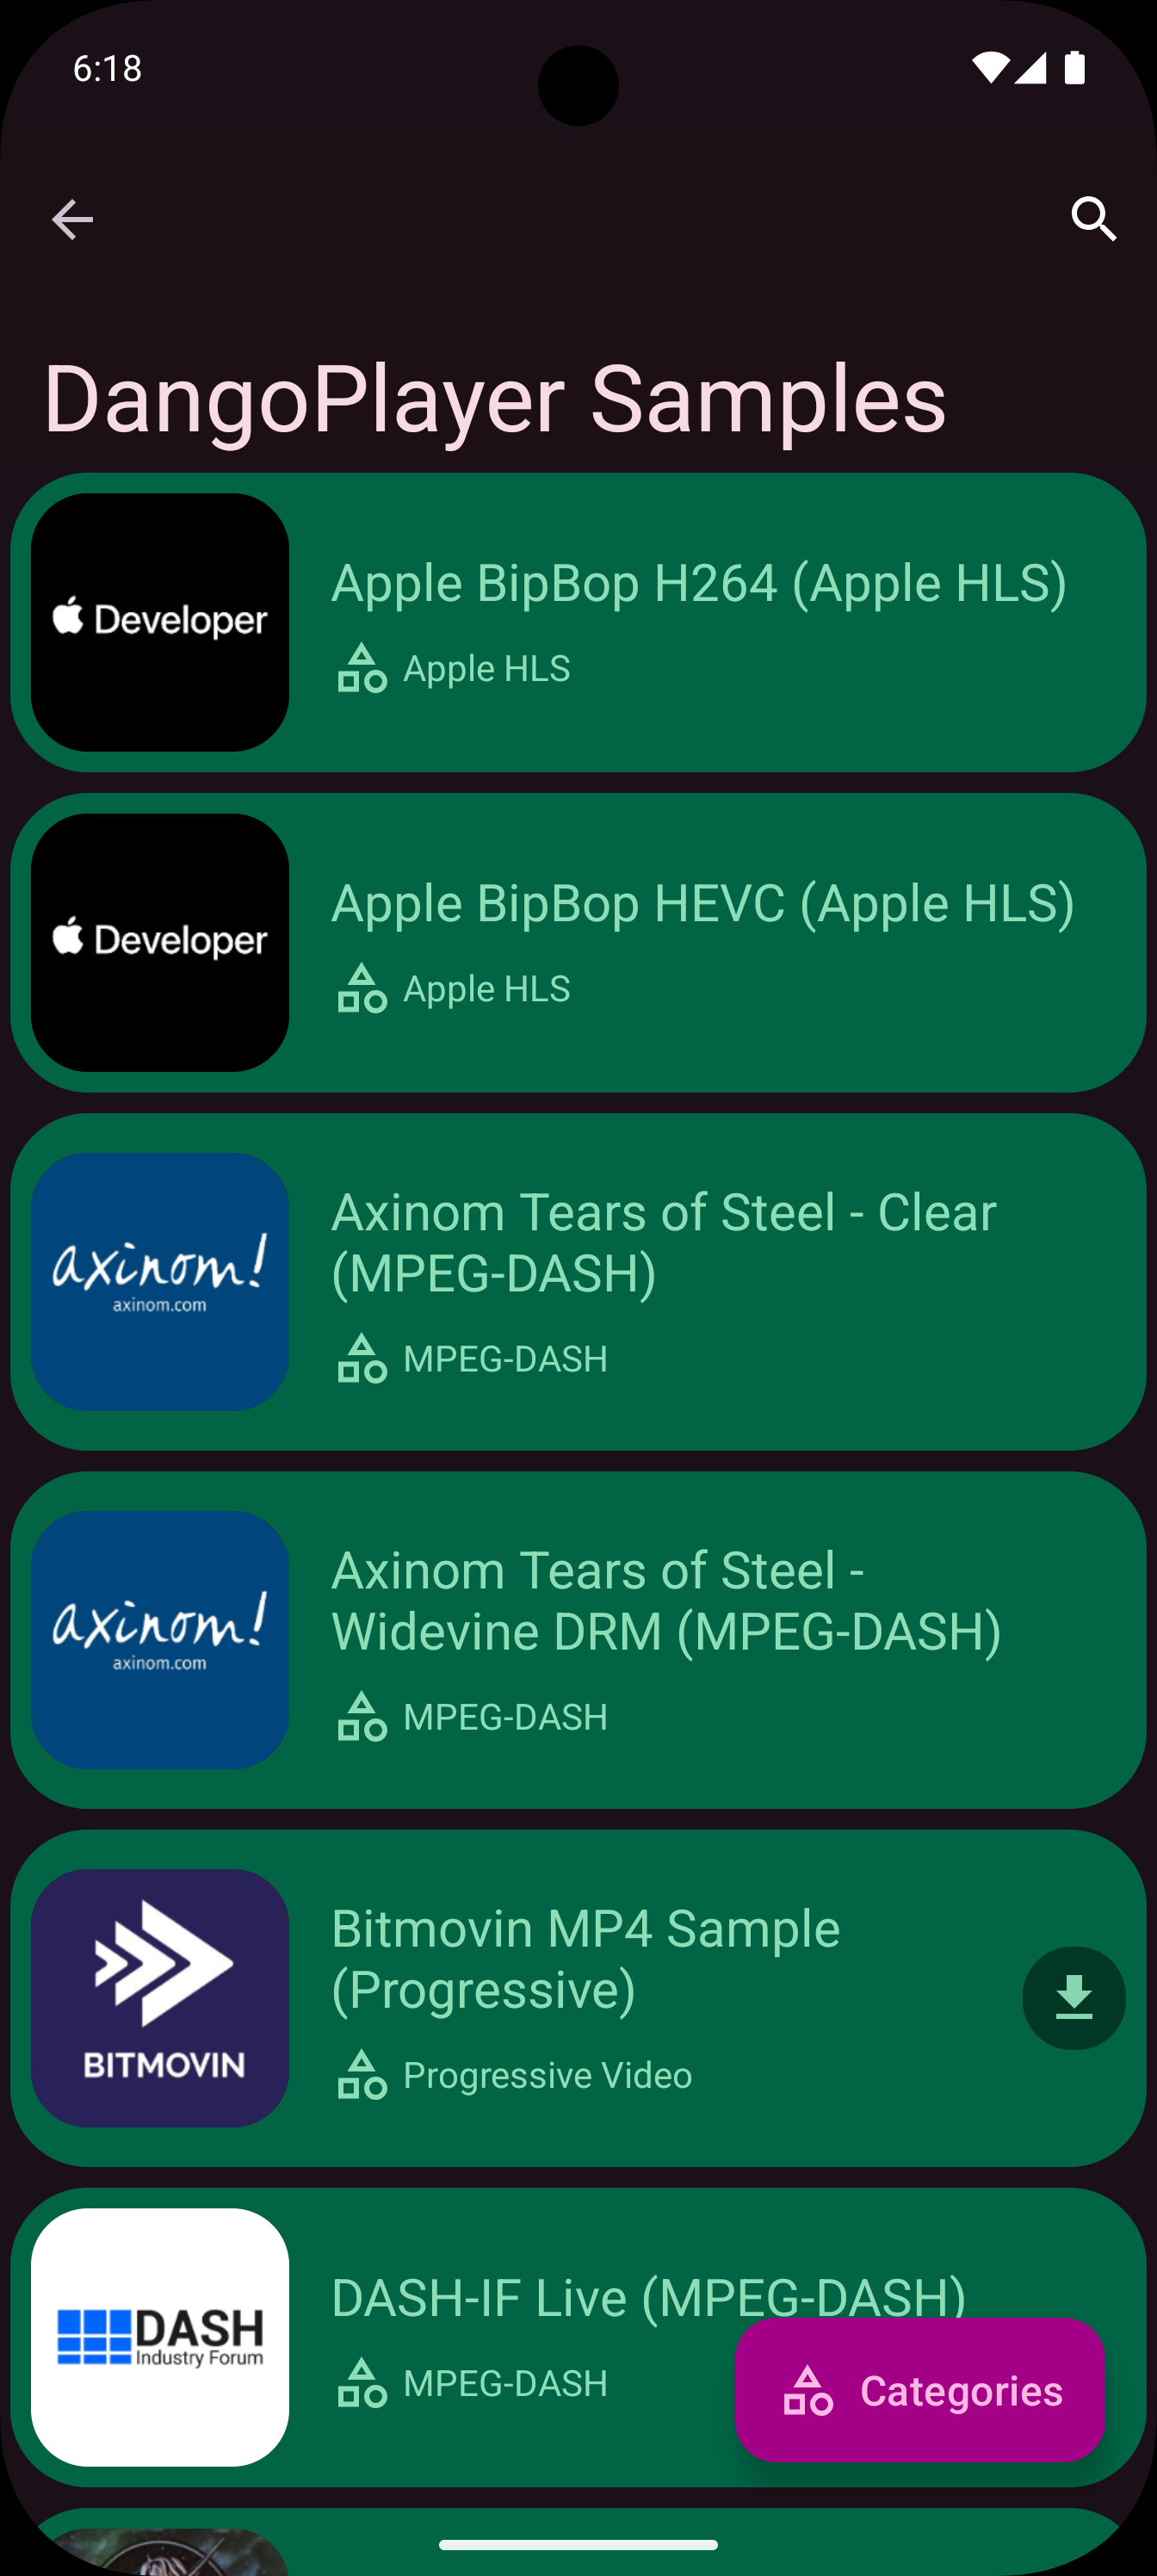 6:18
DangoPlayer Samples
Developer
Apple BipBop H264 (Apple HLS)
Apple HLS
Developer
Apple BipBop HEVC (Apple HLS)
Apple HLS
axinom!
axinom.com
Axinom Tears of Steel - Clear
(MPEG-DASH)
MPEG-DASH
axinom!
axinom.com
Axinom Tears of Steel -
Widevine DRM (MPEG-DASH)
MPEG-DASH
BITMOVIN
Bitmovin MP4 Sample
(Progressive)
Progressive Video
DASH
Industry Forum
DASH-IF Live (MPEG-DASH)
MPEG-DASH
Categories